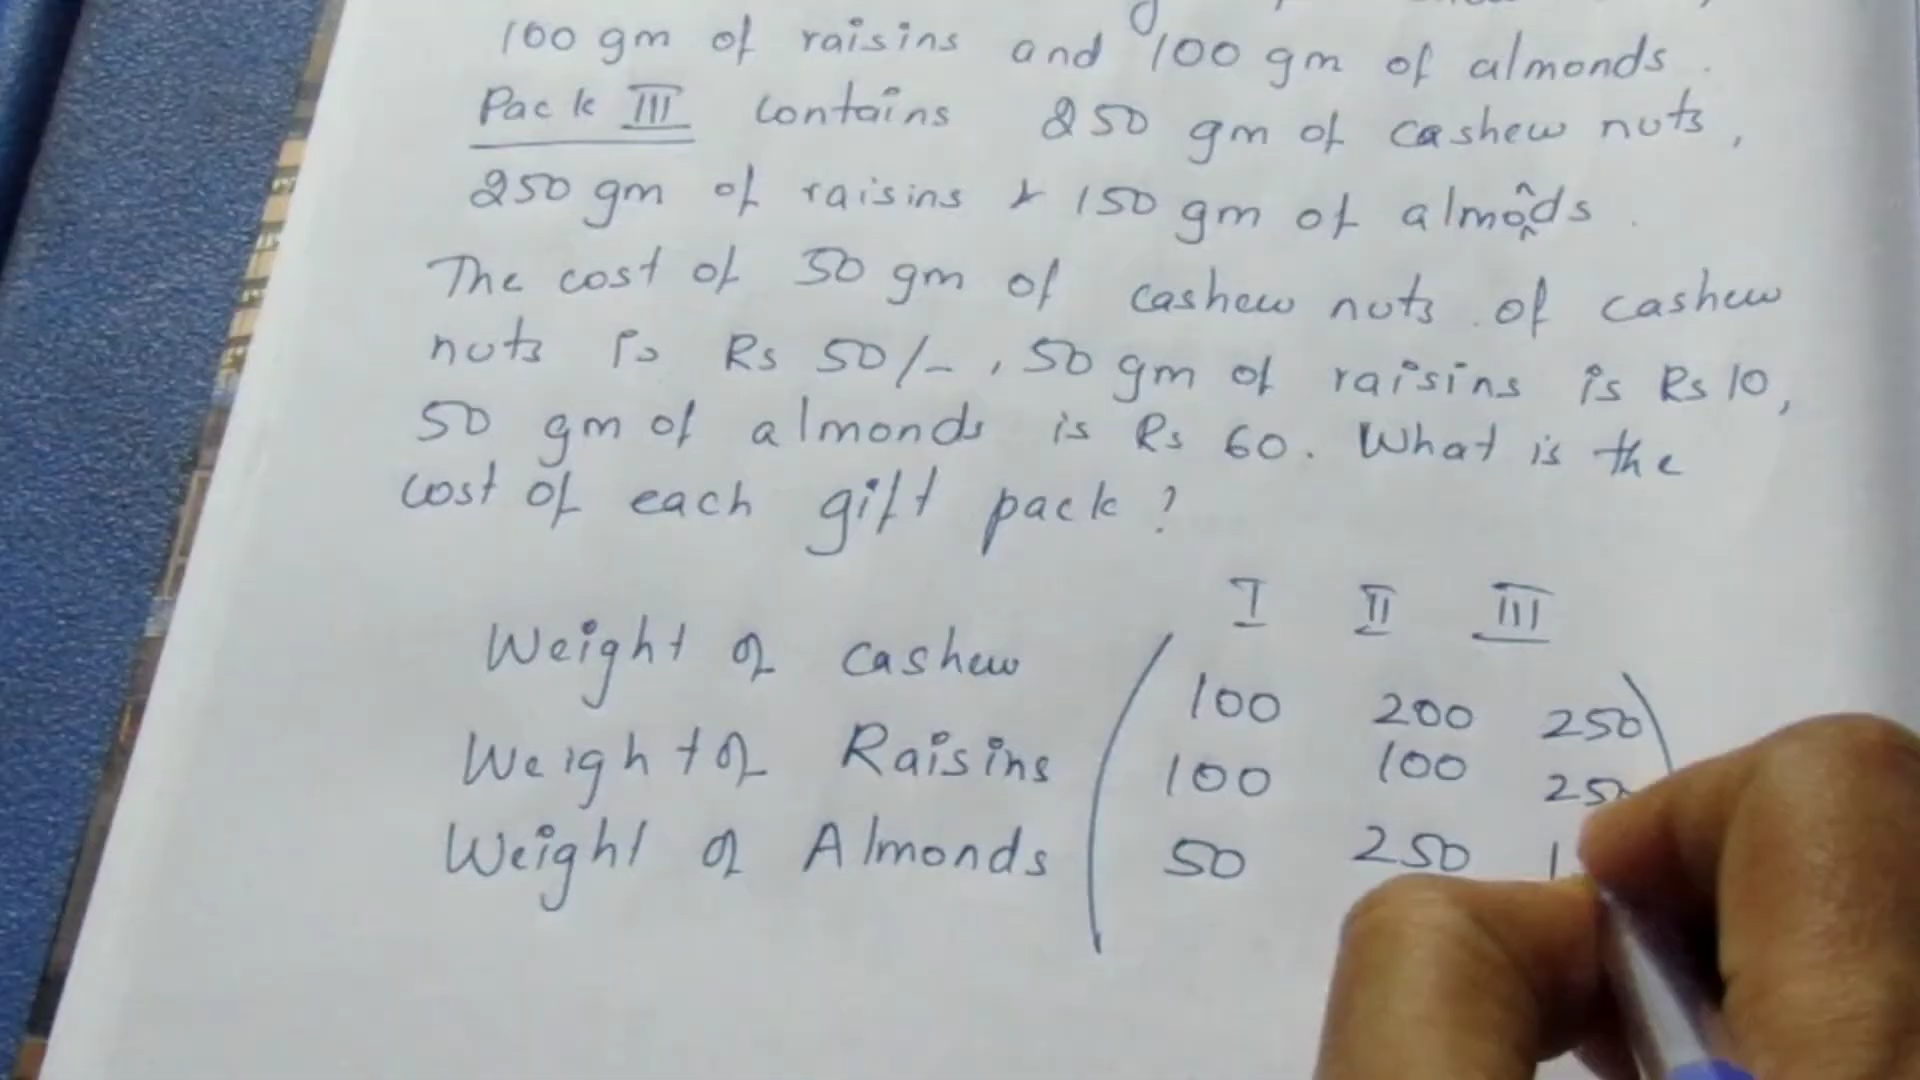 100 gm of raisins and 100 gm of almonds.
Pack III contains 250 gm of cashew nuts,
250 gm of raisins & 150 gm of almods.
The cost of 50 gm of cashew nuts of cashew
nuts is Rs 50/-, 50 gm of raisins is Rs 10,
50 gm of almonds is Rs 60. What is the
cost of each gift pack?
I II III
Weight of cashew 100 200 250
Weight of Raisins 100 100
Weight of Almonds 50 250